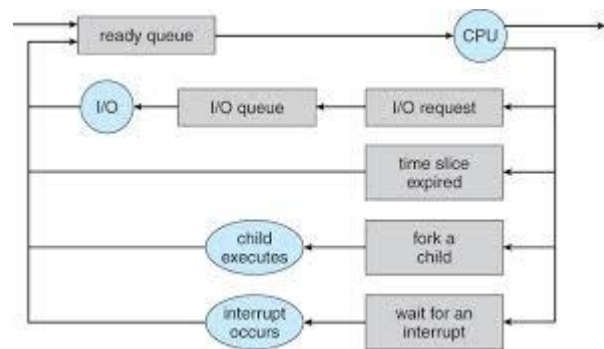 ready queue
CPU
I/O
I/O queue
I/O request
time slice
expired
child
executes
fork a
child
interrupt
occurs
wait for an
interrupt